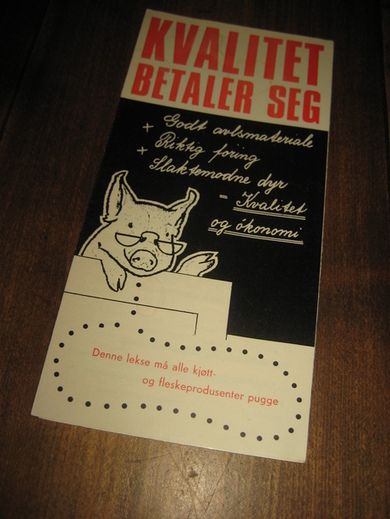 KVALITET
BETALER SEG
Godt avlsmateriale
+ Riktig fôring
+ Slaktemodne dyr
= Kvalitet
og økonomi
Denne lekse må alle kjøtt-
og fleskeprodusenter pugge